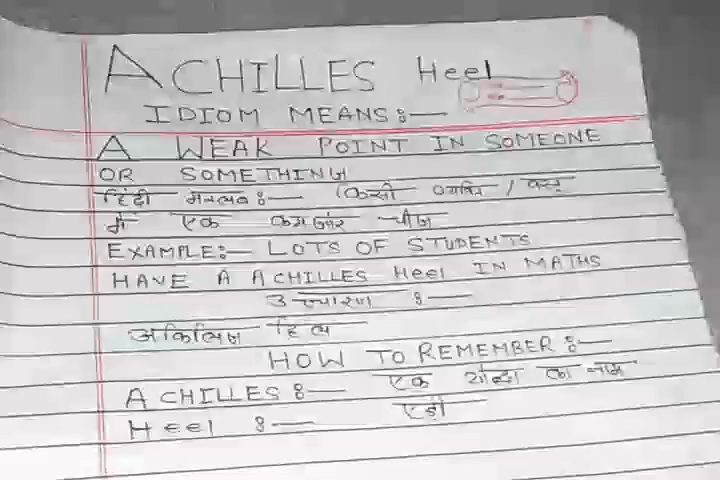 ACHILLES Heel
IDIOM MEANS:—
A WEAK POINT IN SOMEONE
OR SOMETHING
हिंदी मतलब:— किसी व्यक्ति / वस्तु
में एक कमजोर चीज
EXAMPLE:— LOTS OF STUDENTS
HAVE A ACHILLES Heel IN MATHS
उच्चारण :—
अकिलिज हिल
HOW TO REMEMBER:—
ACHILLES:— एक योद्धा का नाम
Heel :— एड़ी